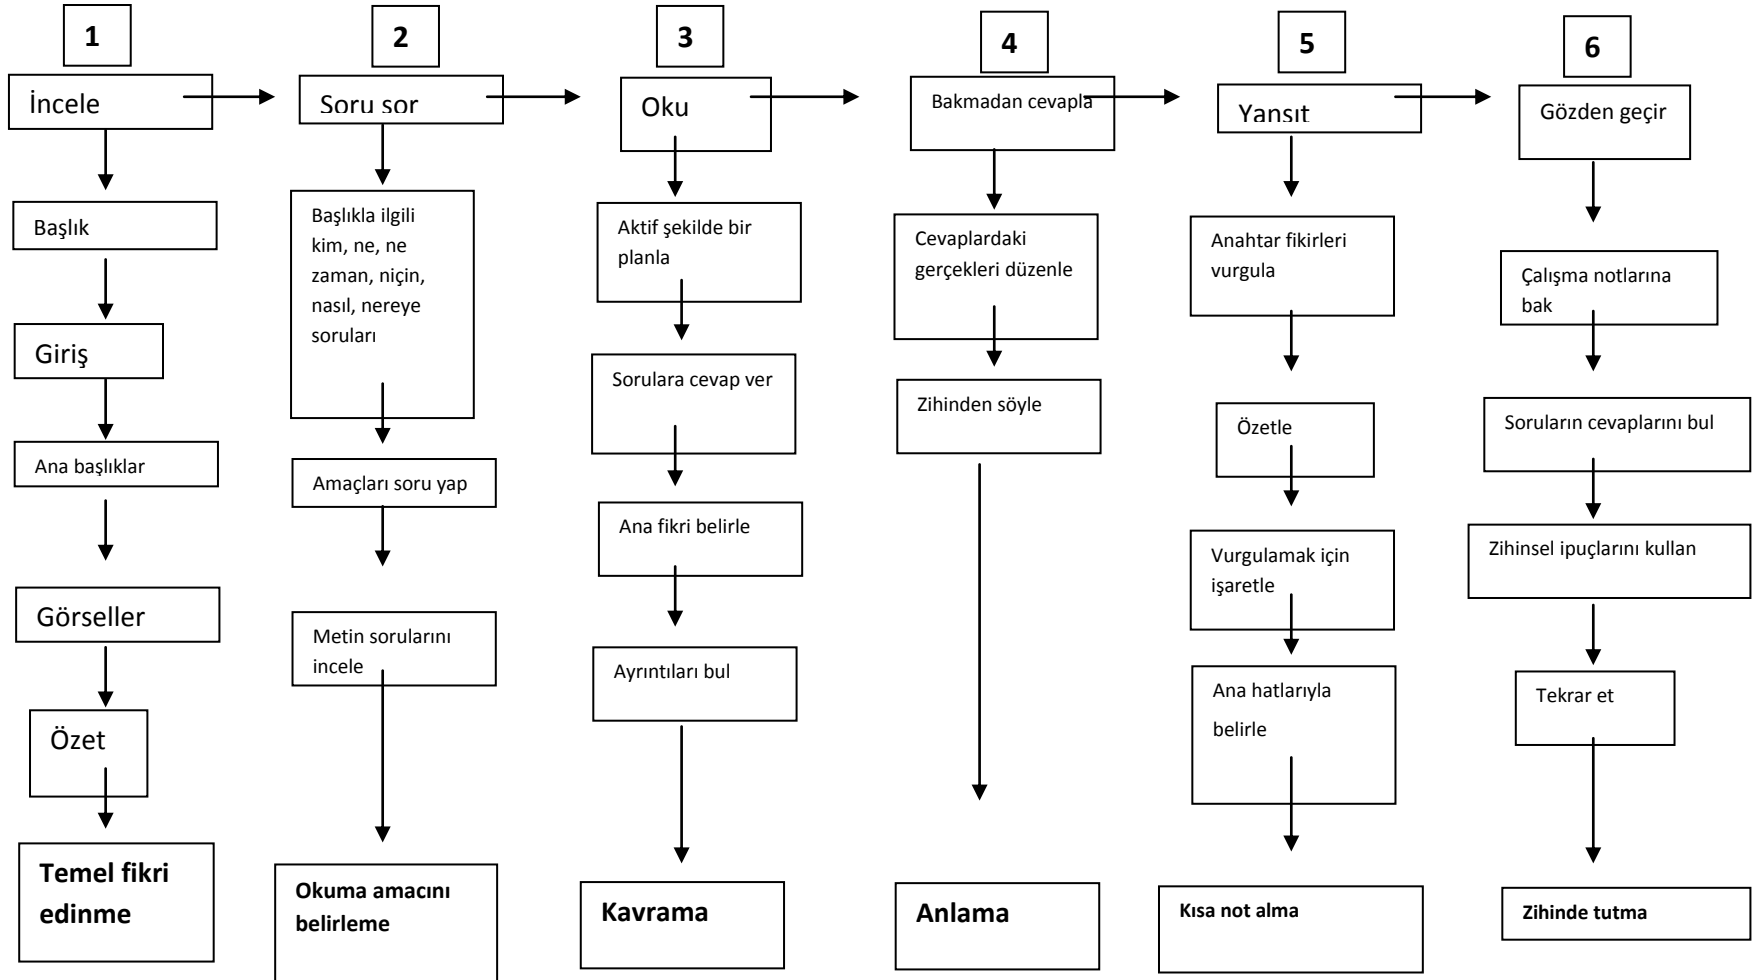 1
2
3
4
5
6
İncele
Soru sor
Oku
Bakmadan cevapla
Yansıt
Gözden geçir
Başlık
Giriş
Ana başlıklar
Görseller
Özet
Temel fikri
edinme
Başlıkla ilgili
kim, ne, ne
zaman, niçin,
nasıl, nereye
soruları
Amaçları soru yap
Metin sorularını
incele
Okuma amacını
belirleme
Aktif şekilde bir
planla
Sorulara cevap ver
Ana fikri belirle
Ayrıntıları bul
Kavrama
Cevaplardaki
gerçekleri düzenle
Zihinden söyle
Anlama
Anahtar fikirleri
vurgula
Özetle
Vurgulamak için
işaretle
Ana hatlarıyla
belirle
Kısa not alma
Çalışma notlarına
bak
Soruların cevaplarını bul
Zihinsel ipuçlarını kullan
Tekrar et
Zihinde tutma